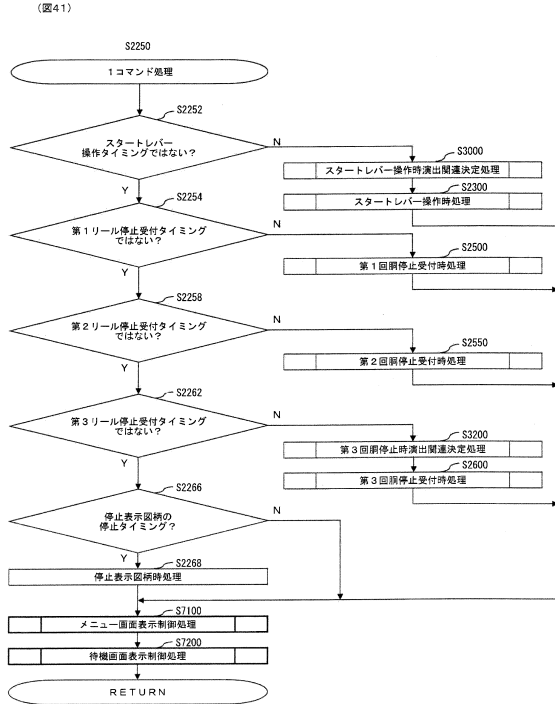 （図４１）
S2250
１コマンド処理
S2252
スタートレバー
操作タイミングではない？
N
S3000
スタートレバー操作時演出関連決定処理
Y
S2300
スタートレバー操作時処理
S2254
第１リール停止受付タイミング
ではない？
N
S2500
第１回胴停止受付時処理
Y
S2258
第２リール停止受付タイミング
ではない？
N
S2550
第２回胴停止受付時処理
Y
S2262
第３リール停止受付タイミング
ではない？
N
S3200
第３回胴停止時演出関連決定処理
Y
S2600
第３回胴停止受付時処理
S2266
停止表示図柄の
停止タイミング？
N
Y
S2268
停止表示図柄時処理
S7100
メニュー画面表示制御処理
S7200
待機画面表示制御処理
ＲＥＴＵＲＮ